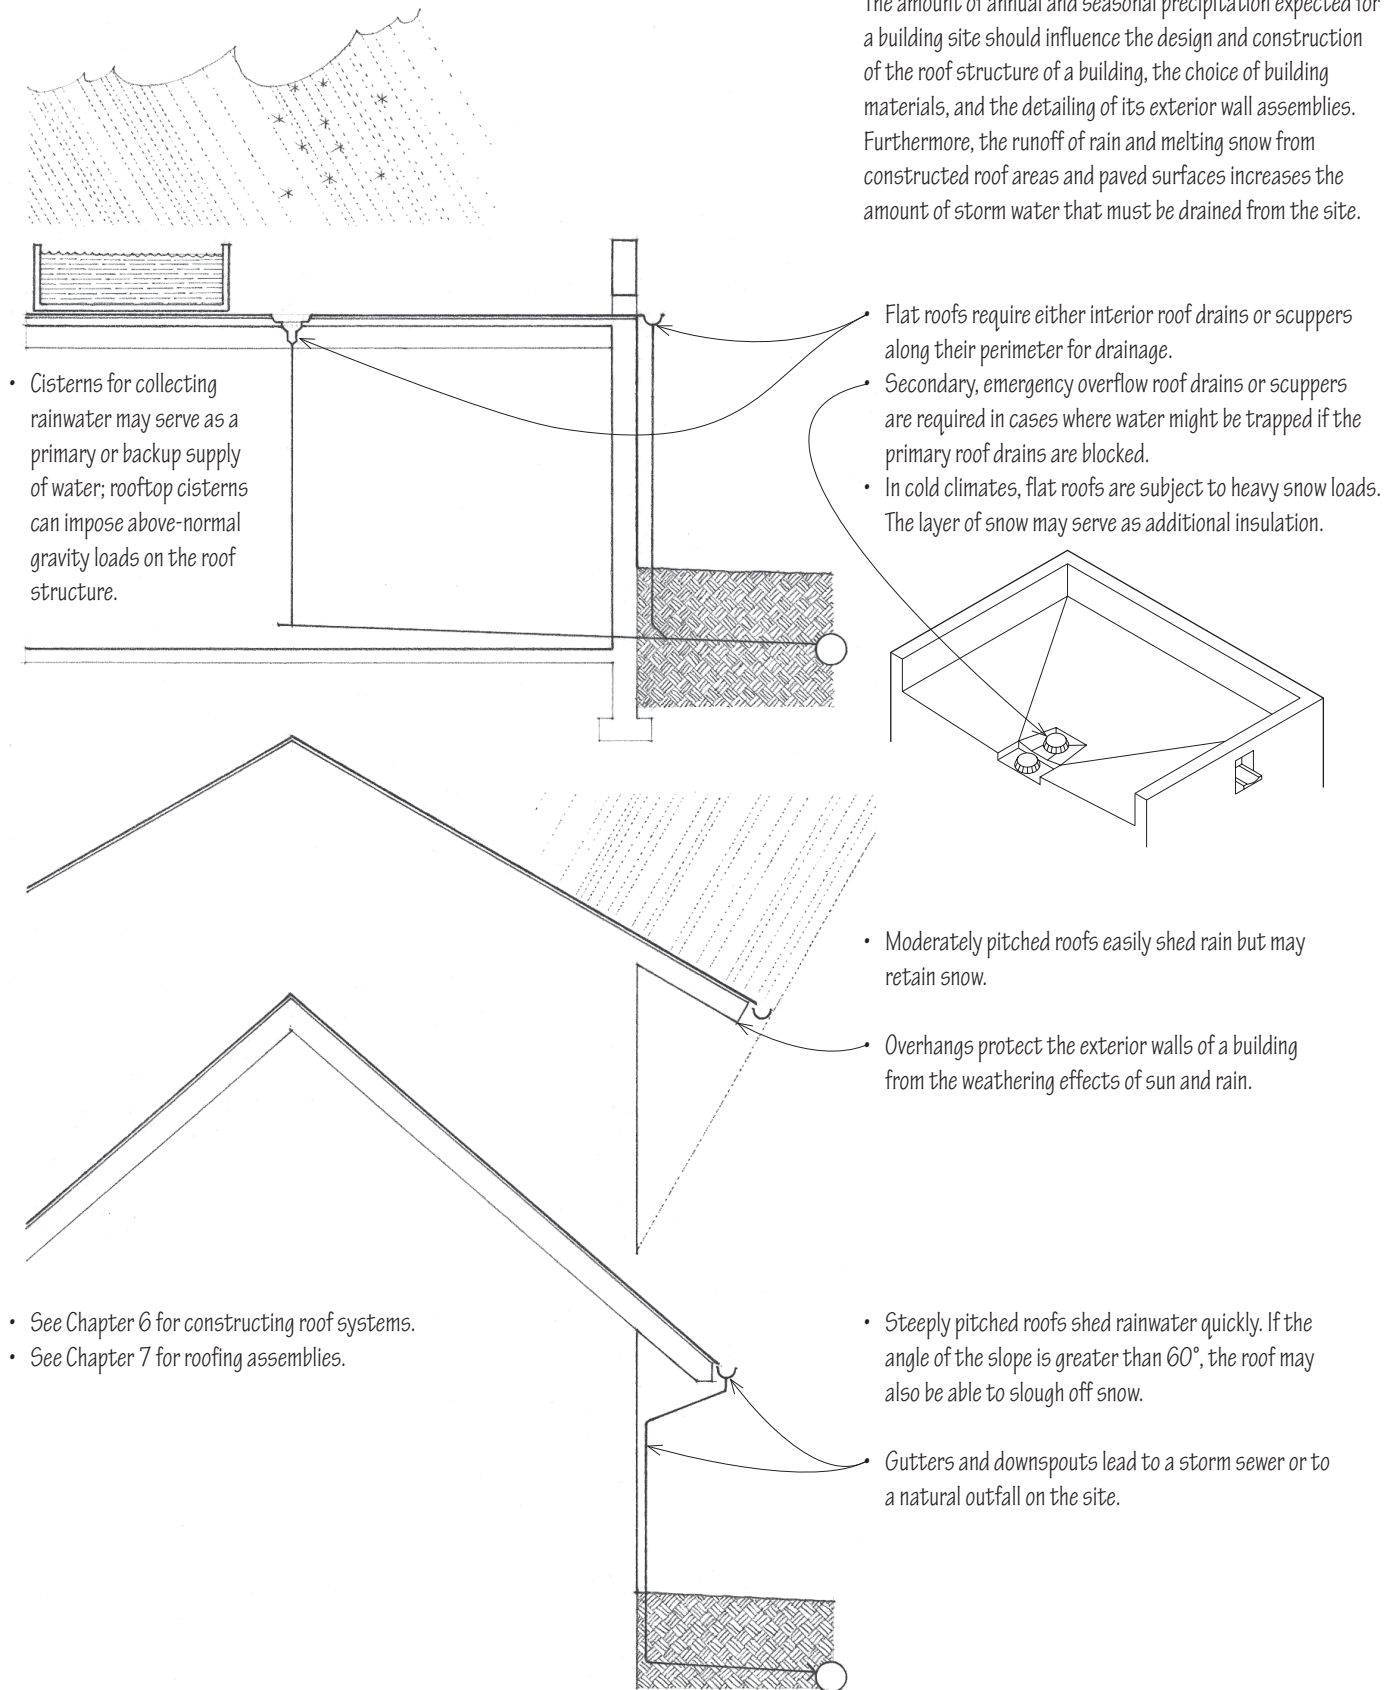 The amount of annual and seasonal precipitation expected for
a building site should influence the design and construction
of the roof structure of a building, the choice of building
materials, and the detailing of its exterior wall assemblies.
Furthermore, the runoff of rain and melting snow from
constructed roof areas and paved surfaces increases the
amount of storm water that must be drained from the site.
• Flat roofs require either interior roof drains or scuppers
along their perimeter for drainage.
• Secondary, emergency overflow roof drains or scuppers
are required in cases where water might be trapped if the
primary roof drains are blocked.
• In cold climates, flat roofs are subject to heavy snow loads.
The layer of snow may serve as additional insulation.
• Cisterns for collecting
rainwater may serve as a
primary or backup supply
of water; rooftop cisterns
can impose above-normal
gravity loads on the roof
structure.
• Moderately pitched roofs easily shed rain but may
retain snow.
• Overhangs protect the exterior walls of a building
from the weathering effects of sun and rain.
• See Chapter 6 for constructing roof systems.
• See Chapter 7 for roofing assemblies.
• Steeply pitched roofs shed rainwater quickly. If the
angle of the slope is greater than 60°, the roof may
also be able to slough off snow.
• Gutters and downspouts lead to a storm sewer or to
a natural outfall on the site.